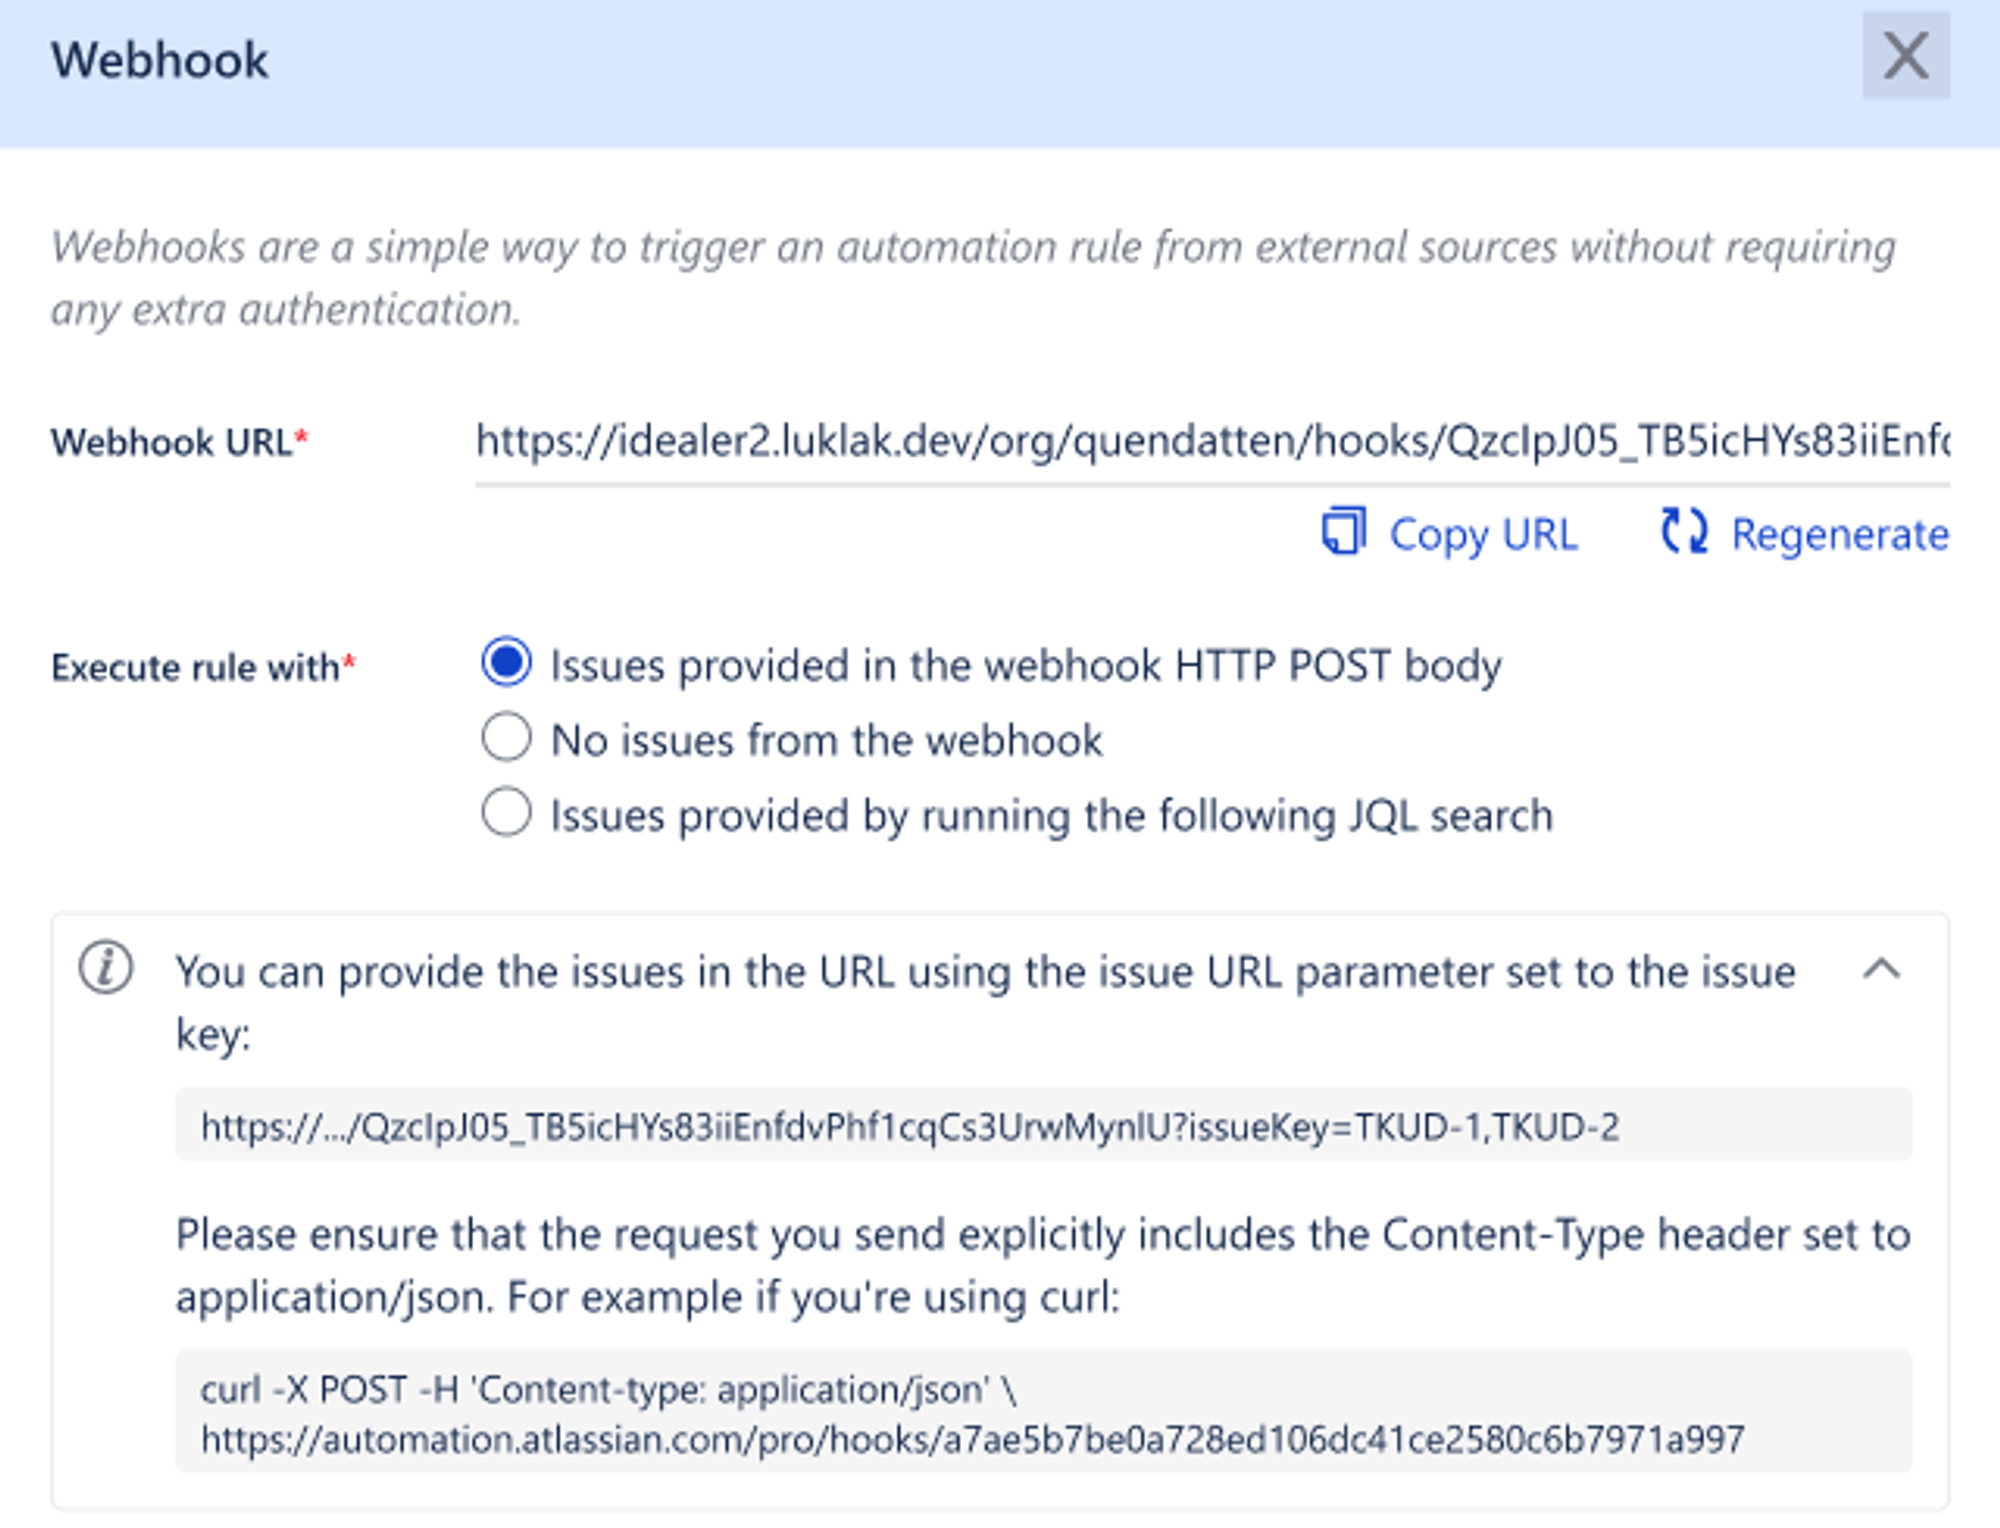 Webhook
Webhooks are a simple way to trigger an automation rule from external sources without requiring
any extra authentication.
Webhook URL*
https://idealer2.luklak.dev/org/quendatten/hooks/QzcIpJ05_TB5icHYs83iiEnfd
Copy URL Regenerate
Execute rule with*
Issues provided in the webhook HTTP POST body
No issues from the webhook
Issues provided by running the following JQL search
You can provide the issues in the URL using the issue URL parameter set to the issue
key:
https://.../QzcIpJ05_TB5icHYs83iiEnfdvPhf1cqCs3UrwMynlU?issueKey=TKUD-1,TKUD-2
Please ensure that the request you send explicitly includes the Content-Type header set to
application/json. For example if you're using curl:
curl -X POST -H 'Content-type: application/json' \
https://automation.atlassian.com/pro/hooks/a7ae5b7be0a728ed106dc41ce2580c6b7971a997